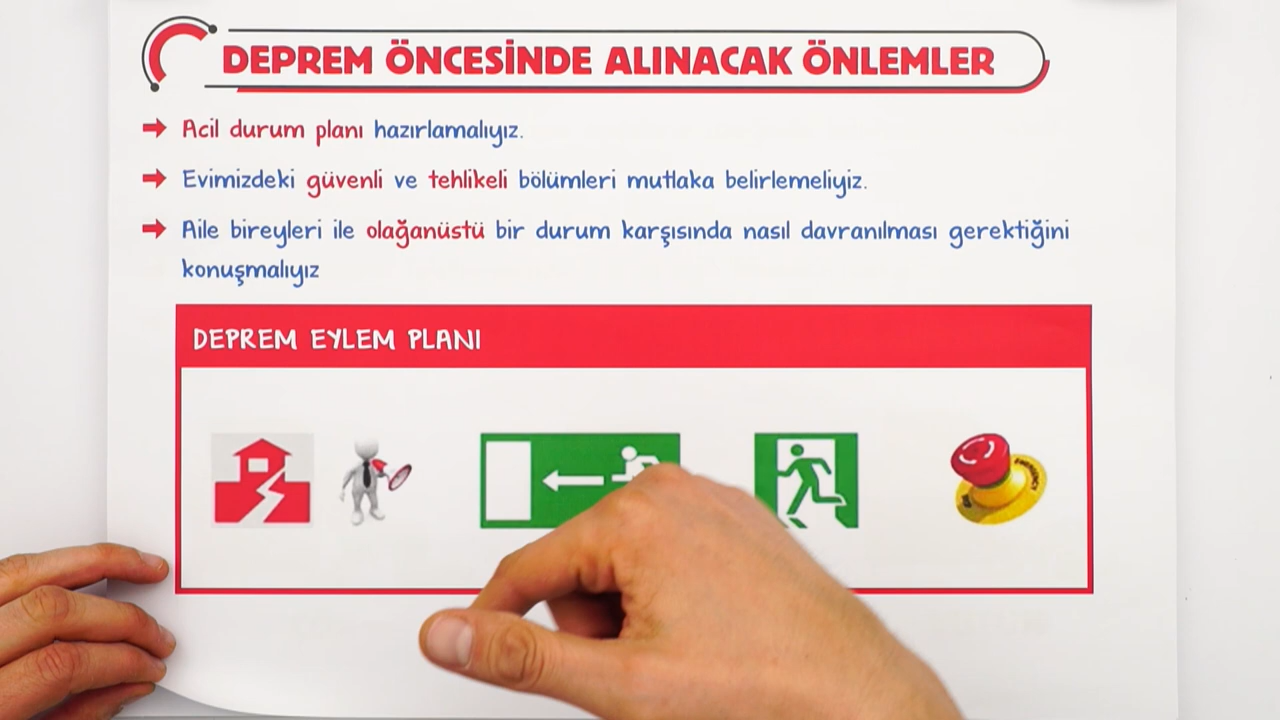 DEPREM ÖNCESİNDE ALINACAK ÖNLEMLER
Acil durum planı hazırlamalıyız.
Evimizdeki güvenli ve tehlikeli bölümleri mutlaka belirlemeliyiz.
Aile bireyleri ile olağanüstü bir durum karşısında nasıl davranılması gerektiğini
konuşmalıyız
DEPREM EYLEM PLANI
EMERGENCY